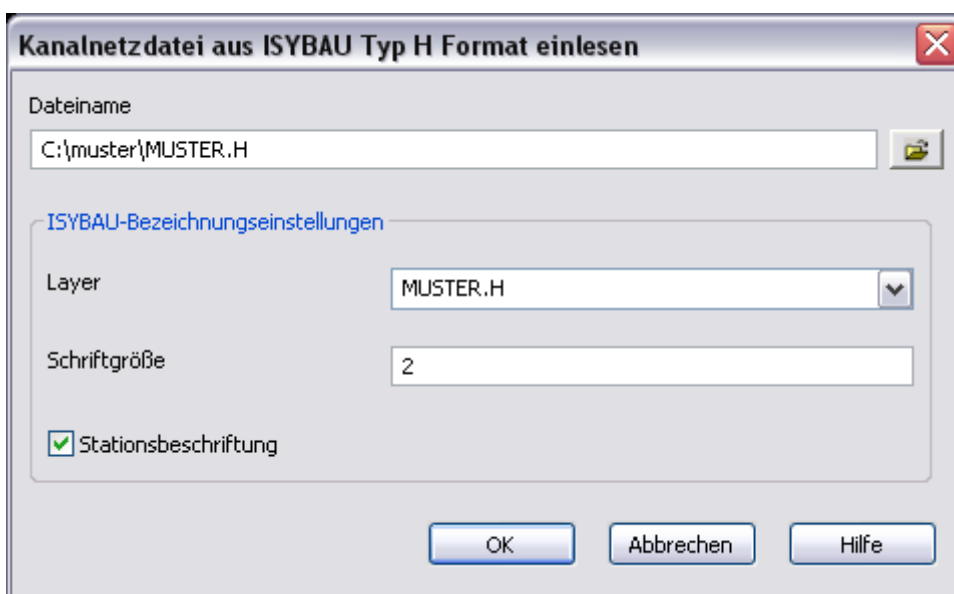 Kanalnetzdatei aus ISYBAU Typ H Format einlesen
Dateiname
C:\muster\MUSTER.H
ISYBAU-Bezeichnungseinstellungen
Layer
MUSTER.H
Schriftgröße
2
Stationsbeschriftung
OK
Abbrechen
Hilfe